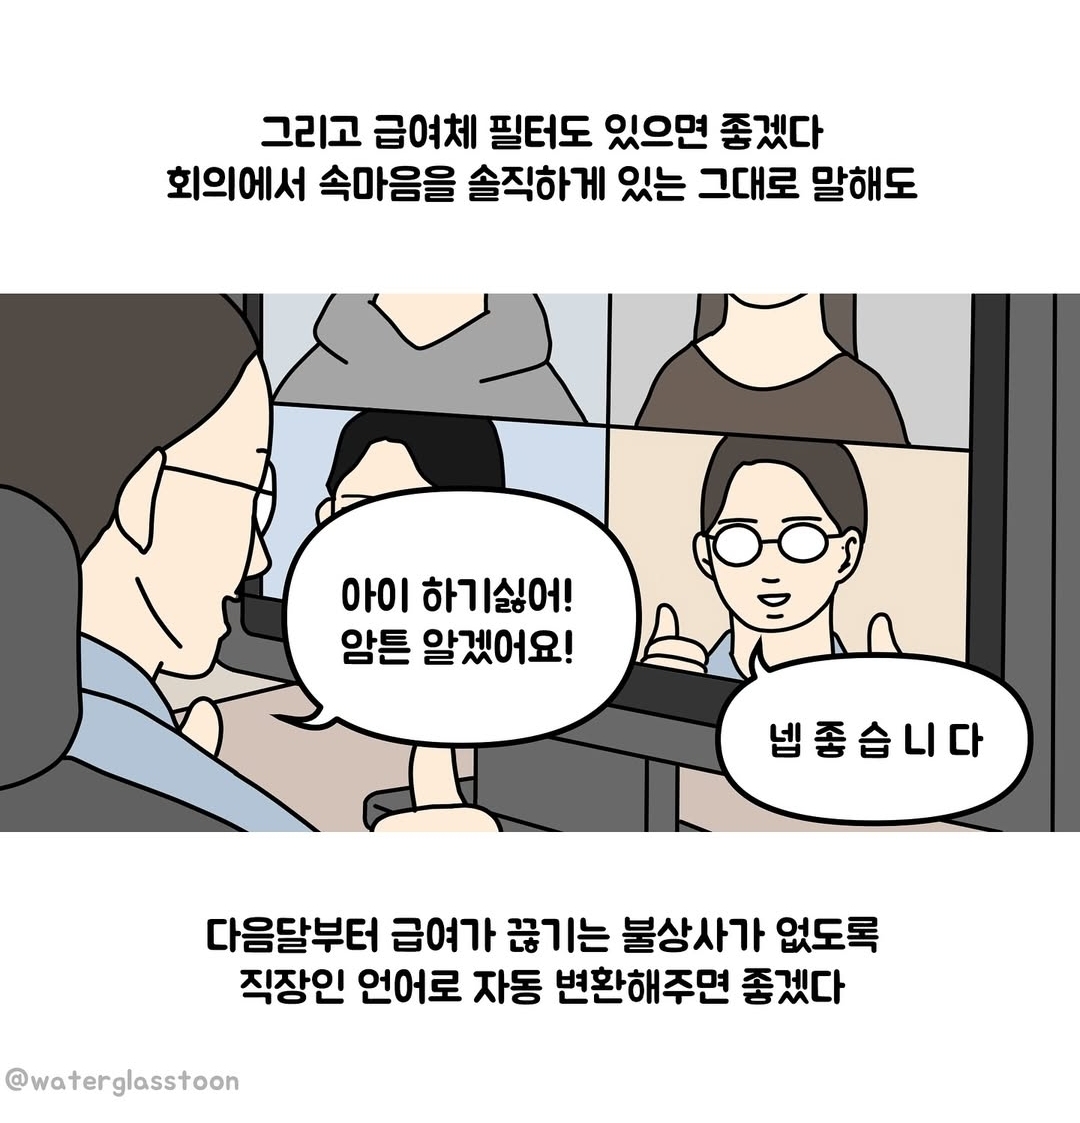 그리고 급여체 필터도 있으면 좋겠다
회의에서 속마음을 솔직하게 있는 그대로 말해도
아이 하기싫어!
암튼 알겠어요!
넵 좋 습 니 다
다음달부터 급여가 끊기는 불상사가 없도록
직장인 언어로 자동 변환해주면 좋겠다
@waterglasstoon